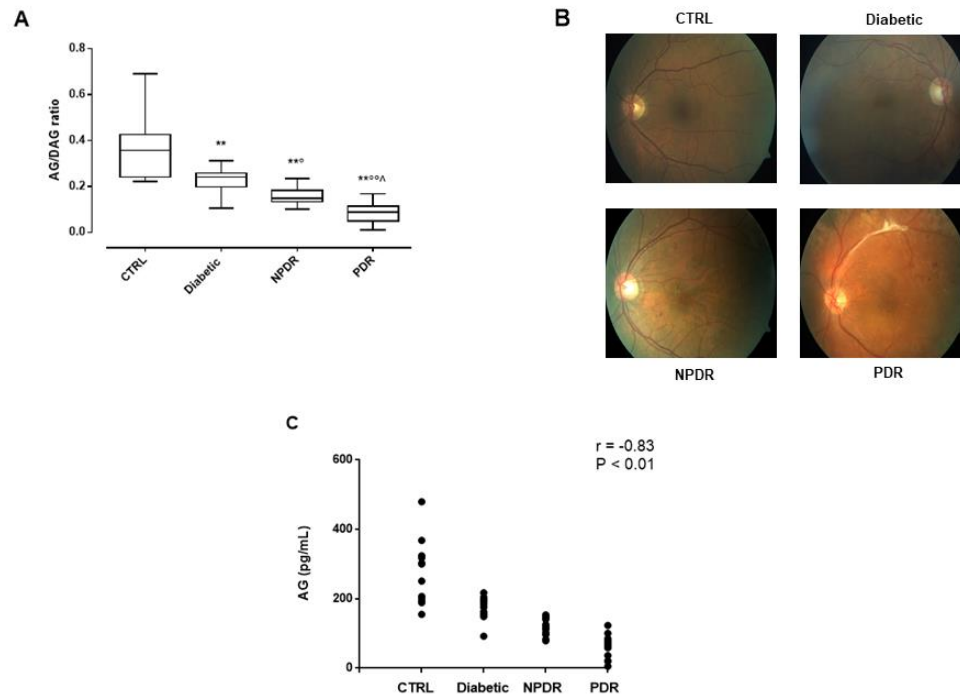 A
0.8
0.6
0.4
0.2
0.0
AG/DAG ratio
**
**°
**°°^
CTRL
Diabetic
NPDR
PDR
B
CTRL
Diabetic
NPDR
PDR
C
r = -0.83
P < 0.01
600
400
200
0
AG (pg/mL)
CTRL
Diabetic
NPDR
PDR